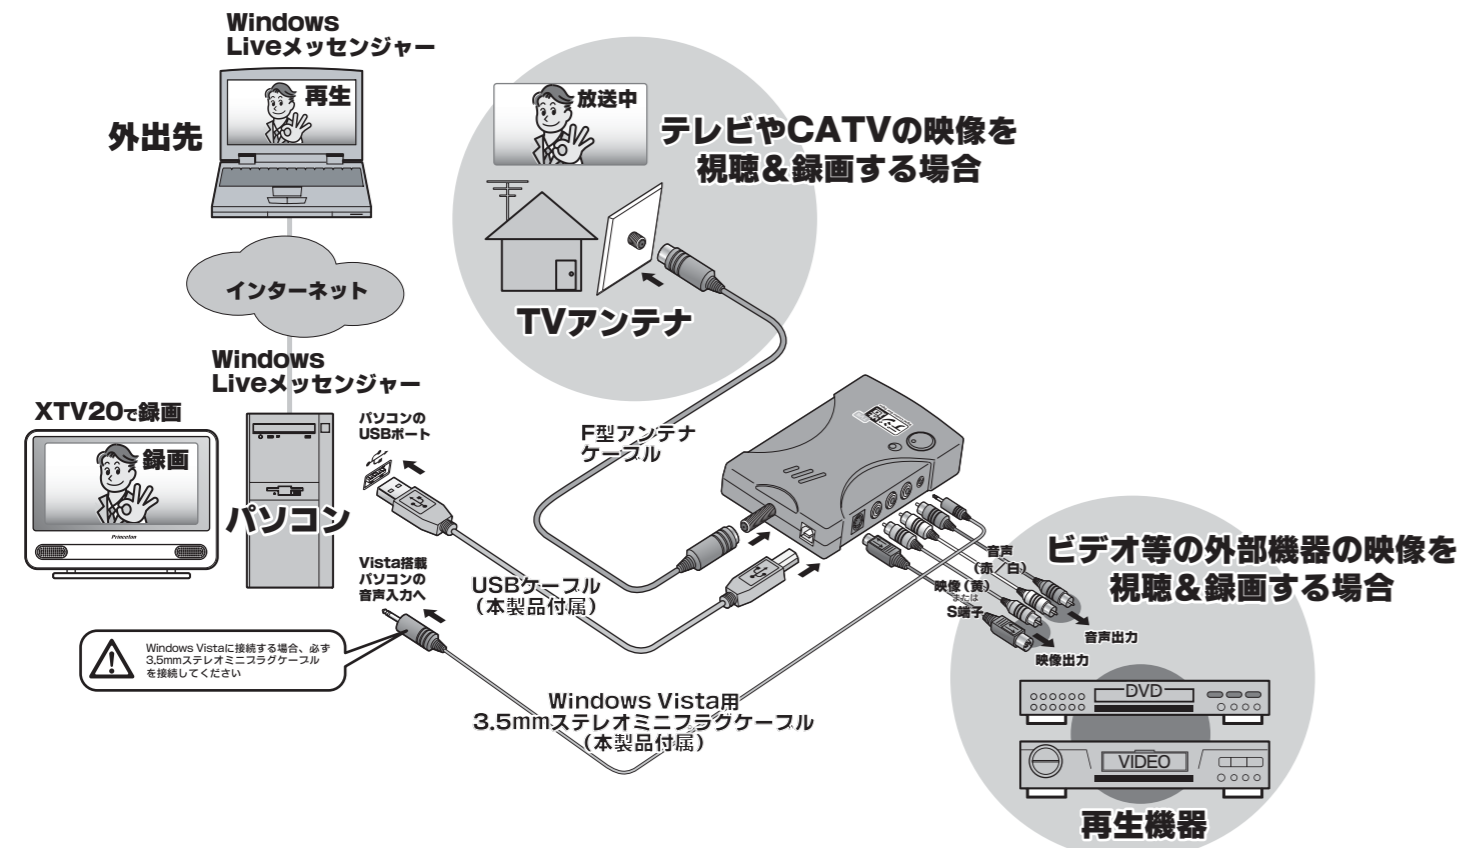 Windows
Liveメッセンジャー
外出先
再生
インターネット
Windows
Liveメッセンジャー
XTV20で録画
録画
Princeton
パソコン
パソコンの
USBポート
Vista搭載
パソコンの
音声入力へ
Windows Vistaに接続する場合、必ず
3.5mmステレオミニフラグケーブル
を接続してください
放送中
テレビやCATVの映像を
視聴&録画する場合
TVアンテナ
F型アンテナ
ケーブル
USBケーブル
(本製品付属)
Windows Vista用
3.5mmステレオミニフラグケーブル
(本製品付属)
音声
(赤/白)
映像(黄)
または
S端子
音声出力
映像出力
ビデオ等の外部機器の映像を
視聴&録画する場合
DVD
VIDEO
再生機器